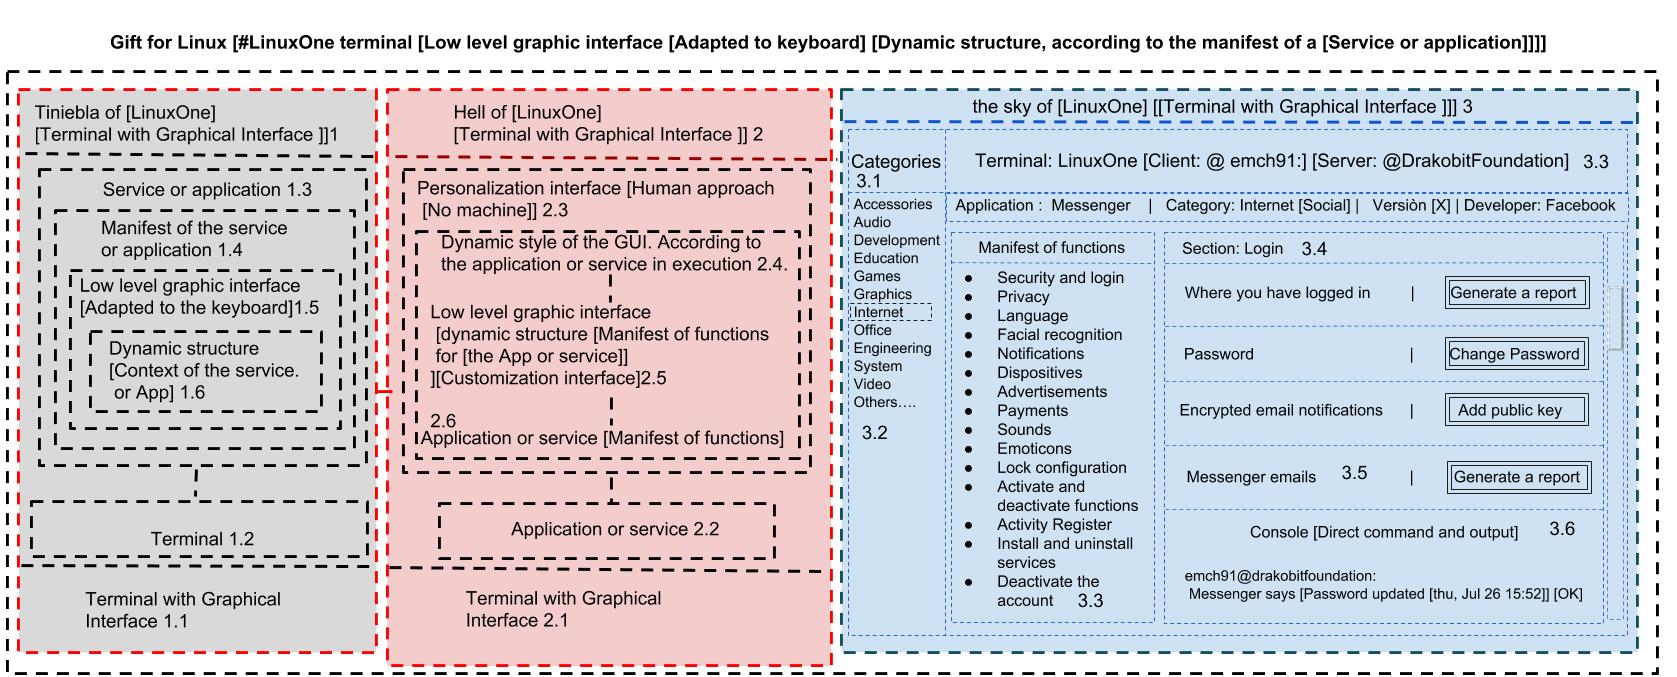 Gift for Linux [#LinuxOne terminal [Low level graphic interface [Adapted to keyboard] [Dynamic structure, according to the manifest of a [Service or application]]]]
Tiniebla of [LinuxOne]
[Terminal with Graphical Interface ]]1
Service or application 1.3
Manifest of the service
or application 1.4
Low level graphic interface
[Adapted to the keyboard]1.5
Dynamic structure
[Context of the service.
or App] 1.6
Terminal 1.2
Terminal with Graphical
Interface 1.1
Hell of [LinuxOne]
[Terminal with Graphical Interface ]] 2
Personalization interface [Human approach
[No machine]] 2.3
Dynamic style of the GUI. According to
the application or service in execution 2.4.
Low level graphic interface
[dynamic structure [Manifest of functions
for [the App or service]]
][Customization interface]2.5
2.6
Application or service [Manifest of functions]
Application or service 2.2
Terminal with Graphical
Interface 2.1
the sky of [LinuxOne] [[Terminal with Graphical Interface ]]] 3
Categories
3.1
Terminal: LinuxOne [Client: @ emch91:] [Server: @DrakobitFoundation] 3.3
Accessories
Audio
Development
Education
Games
Graphics
Internet
Office
Engineering
System
Video
Others....
3.2
Application : Messenger | Category: Internet [Social] | Versiòn [X] | Developer: Facebook
Manifest of functions
● Security and login
● Privacy
● Language
● Facial recognition
● Notifications
● Dispositives
● Advertisements
● Payments
● Sounds
● Emoticons
● Lock configuration
● Activate and
deactivate functions
● Activity Register
● Install and uninstall
services
● Deactivate the
account 3.3
Section: Login 3.4
Where you have logged in | Generate a report
Password | Change Password
Encrypted email notifications | Add public key
Messenger emails 3.5 | Generate a report
Console [Direct command and output] 3.6
emch91@drakobitfoundation:
Messenger says [Password updated [thu, Jul 26 15:52]] [OK]